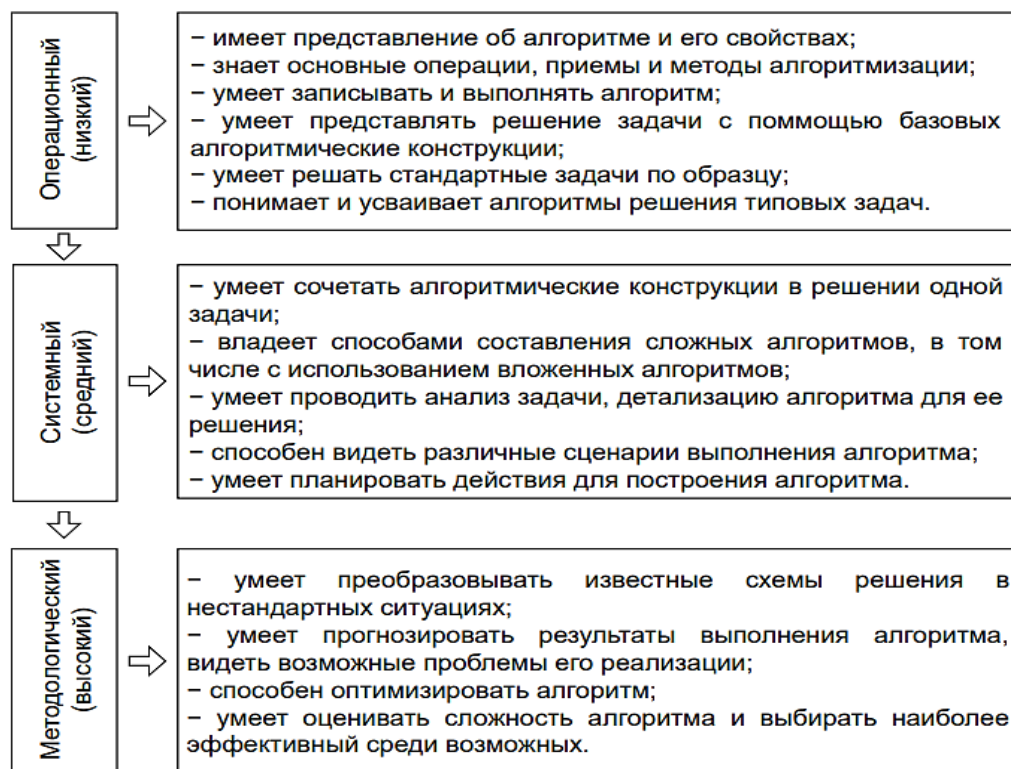 Операционный
(низкий)
− имеет представление об алгоритме и его свойствах;
− знает основные операции, приемы и методы алгоритмизации;
− умеет записывать и выполнять алгоритм;
− умеет представлять решение задачи с поммощью базовых
алгоритмические конструкции;
− умеет решать стандартные задачи по образцу;
− понимает и усваивает алгоритмы решения типовых задач.
Системный
(средний)
− умеет сочетать алгоритмические конструкции в решении одной
задачи;
− владеет способами составления сложных алгоритмов, в том
числе с использованием вложенных алгоритмов;
− умеет проводить анализ задачи, детализацию алгоритма для ее
решения;
− способен видеть различные сценарии выполнения алгоритма;
− умеет планировать действия для построения алгоритма.
Методологический
(высокий)
− умеет преобразовывать известные схемы решения в
нестандартных ситуациях;
− умеет прогнозировать результаты выполнения алгоритма,
видеть возможные проблемы его реализации;
− способен оптимизировать алгоритм;
− умеет оценивать сложность алгоритма и выбирать наиболее
эффективный среди возможных.